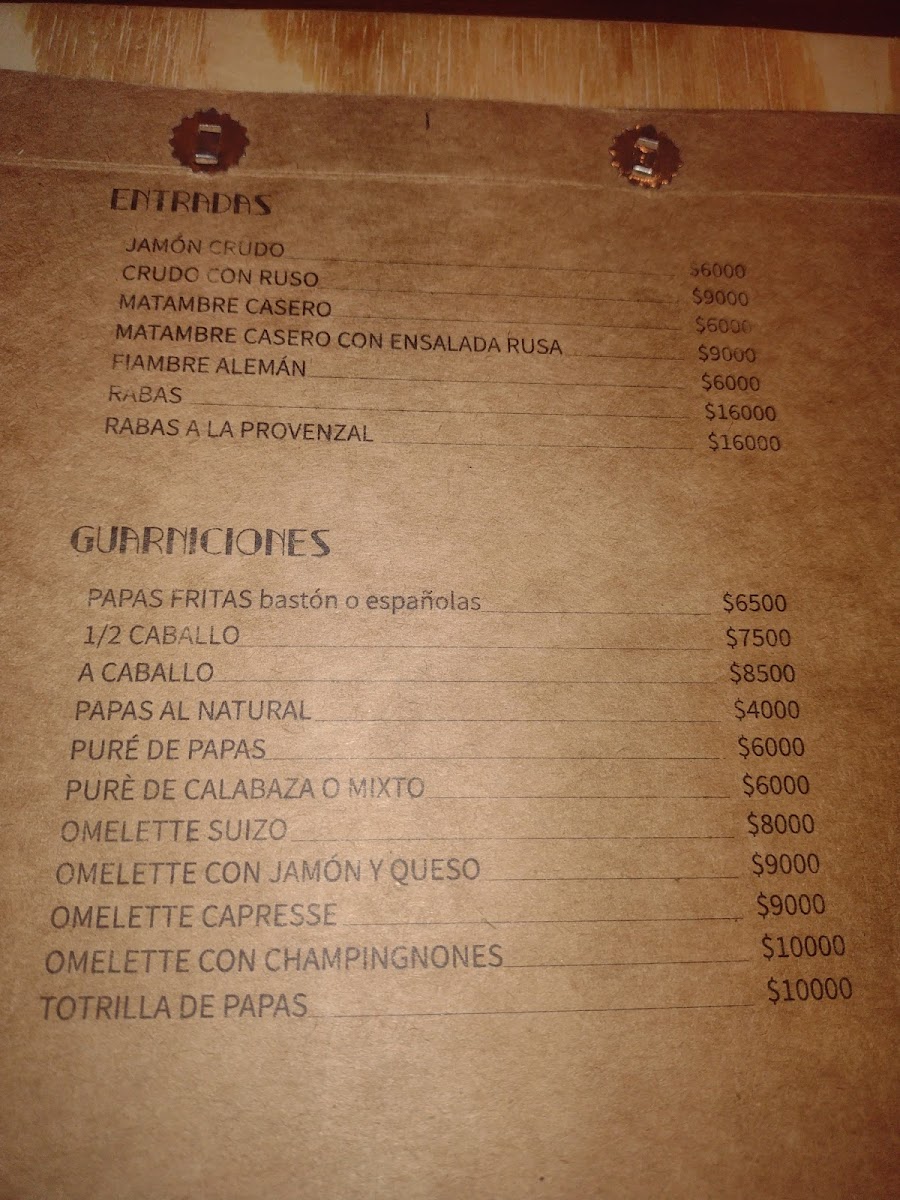 ENTRADAS
JAMÓN CRUDO $6000
CRUDO CON RUSO $9000
MATAMBRE CASERO $6000
MATAMBRE CASERO CON ENSALADA RUSA $9000
FIAMBRE ALEMÁN $6000
RABAS $16000
RABAS A LA PROVENZAL $16000
GUARNICIONES
PAPAS FRITAS bastón o españolas $6500
1/2 CABALLO $7500
A CABALLO $8500
PAPAS AL NATURAL $4000
PURÉ DE PAPAS $6000
PURÈ DE CALABAZA O MIXTO $6000
OMELETTE SUIZO $8000
OMELETTE CON JAMÓN Y QUESO $9000
OMELETTE CAPRESSE $9000
OMELETTE CON CHAMPINGNONES $10000
TOTRILLA DE PAPAS $10000